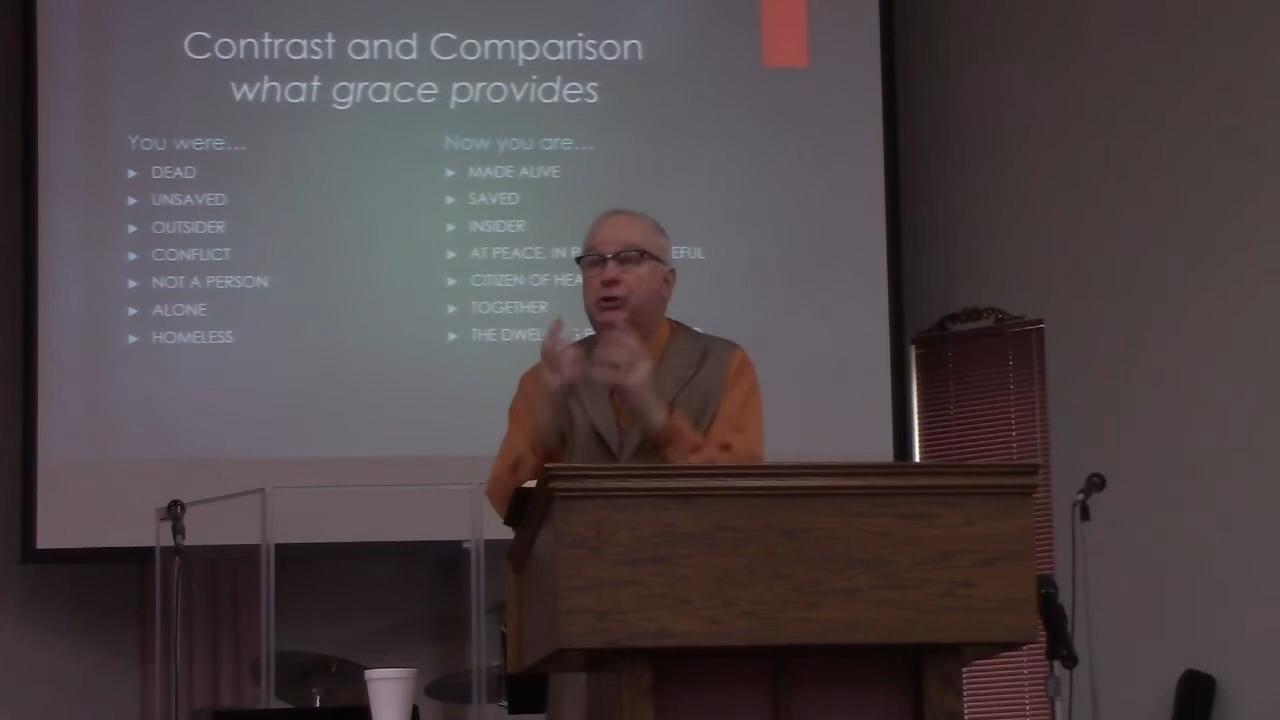 Contrast and Comparison
what grace provides
You were...
DEAD
UNSAVED
OUTSIDER
CONFLICT
NOT A PERSON
ALONE
HOMELESS
Now you are...
MADE ALIVE
SAVED
INSIDER
AT PEACE, IN
CITIZEN OF
TOGETHER
THE